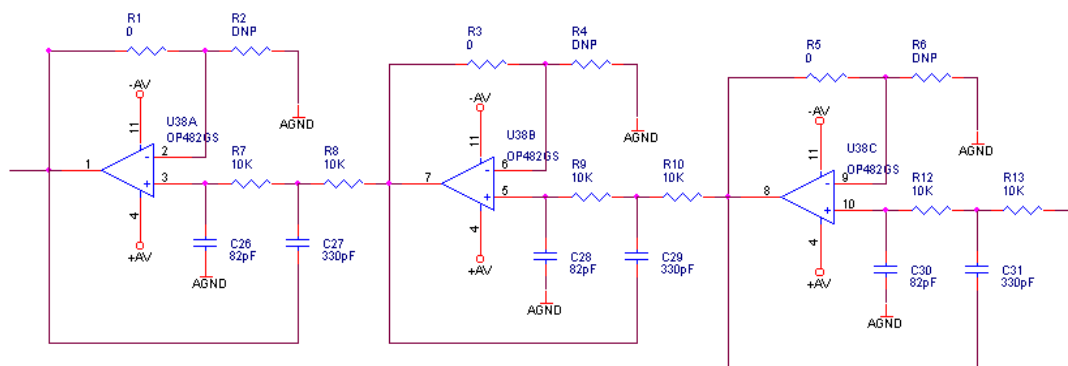 R1
0
R2
DNP
-AV
11
U38A
OP482GS
2
-
1
+
3
4
+AV
AGND
R7
10K
R8
10K
C26
82pF
AGND
C27
330pF
R3
0
R4
DNP
-AV
11
U38B
OP482GS
6
-
7
+
5
4
+AV
AGND
R9
10K
R10
10K
C28
82pF
AGND
C29
330pF
R5
0
R6
DNP
-AV
11
U38C
OP482GS
9
-
8
+
10
4
+AV
AGND
R12
10K
R13
10K
C30
82pF
AGND
C31
330pF